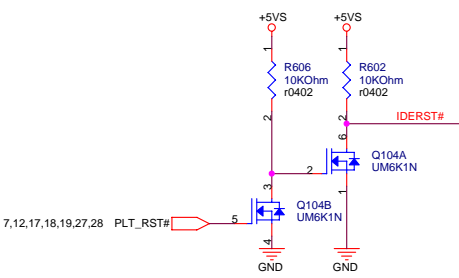 +5VS +5VS
1 1
R606 R602
10KOhm 10KOhm
r0402 r0402
2 2 IDERST#
6
Q104A
2 UM6K1N
3 1
Q104B
UM6K1N
7,12,17,18,19,27,28 PLT_RST# 5
4
GND GND